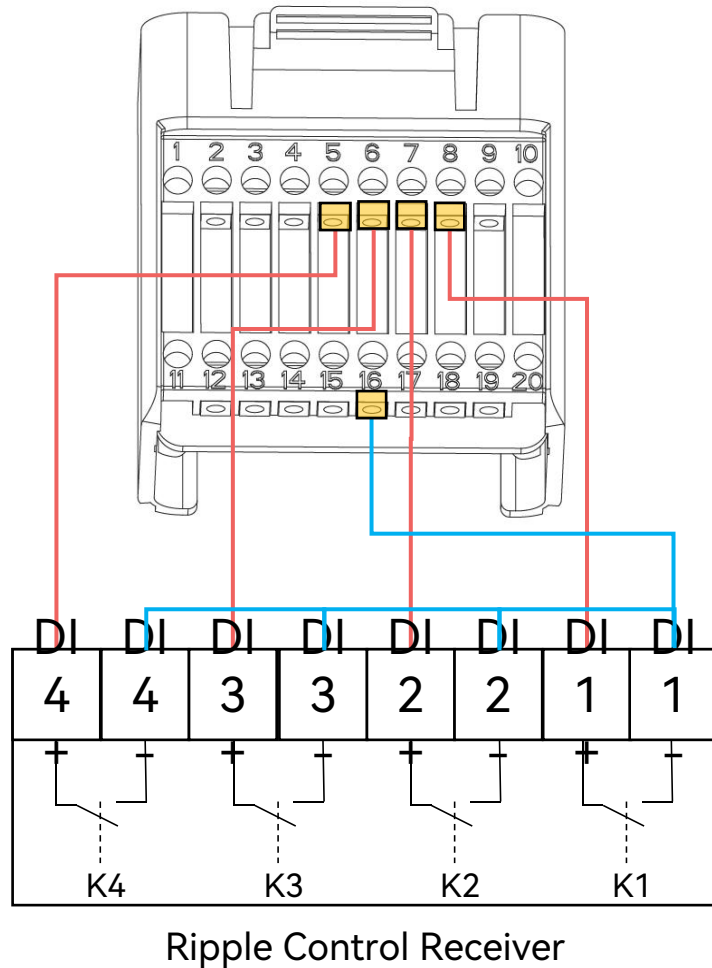 1 2 3 4 5 6 7 8 9 10
11 12 13 14 15 16 17 18 19 20
DI DI DI DI DI DI DI DI
4 4 3 3 2 2 1 1
+ - + - + - + -
K4 K3 K2 K1
Ripple Control Receiver